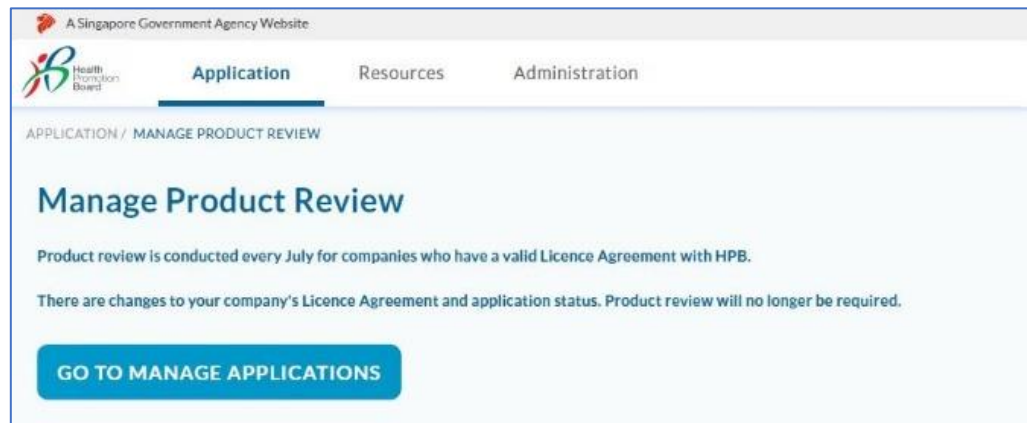 A Singapore Government Agency Website
Health
Promotion
Board
Application Resources Administration
APPLICATION / MANAGE PRODUCT REVIEW
Manage Product Review
Product review is conducted every July for companies who have a valid Licence Agreement with HPB.
There are changes to your company's Licence Agreement and application status. Product review will no longer be required.
GO TO MANAGE APPLICATIONS